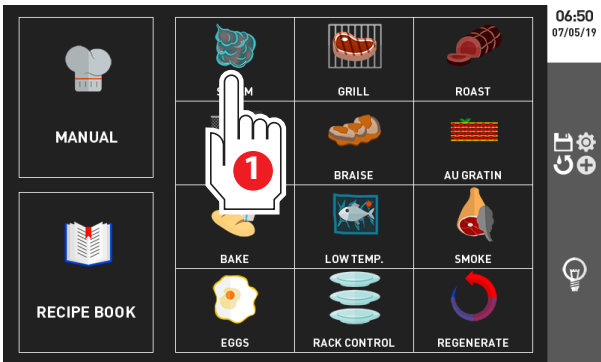 06:50
07/05/19
GRILL
ROAST
MANUAL
1
BRAISE
AU GRATIN
BAKE
LOW TEMP.
SMOKE
RECIPE BOOK
EGGS
RACK CONTROL
REGENERATE